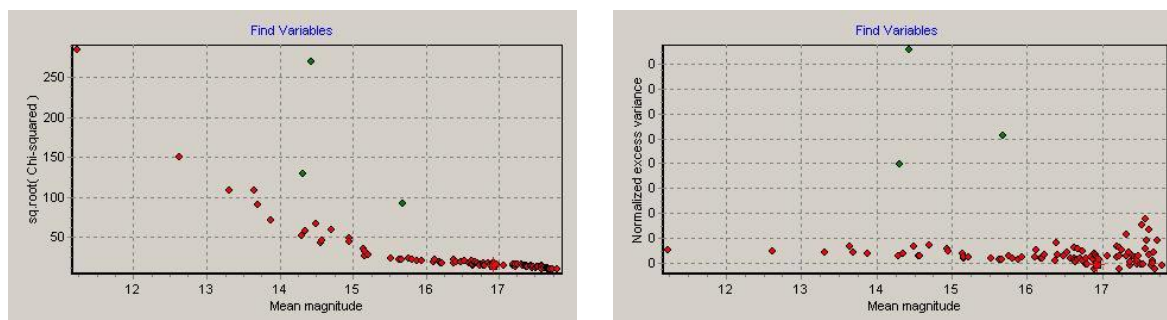 Find Variables
sq.root( Chi-squared )
250
200
150
100
50
12 13 14 15 16 17
Mean magnitude
Find Variables
Normalized excess variance
0
0
0
0
0
0
0
0
0
12 13 14 15 16 17
Mean magnitude